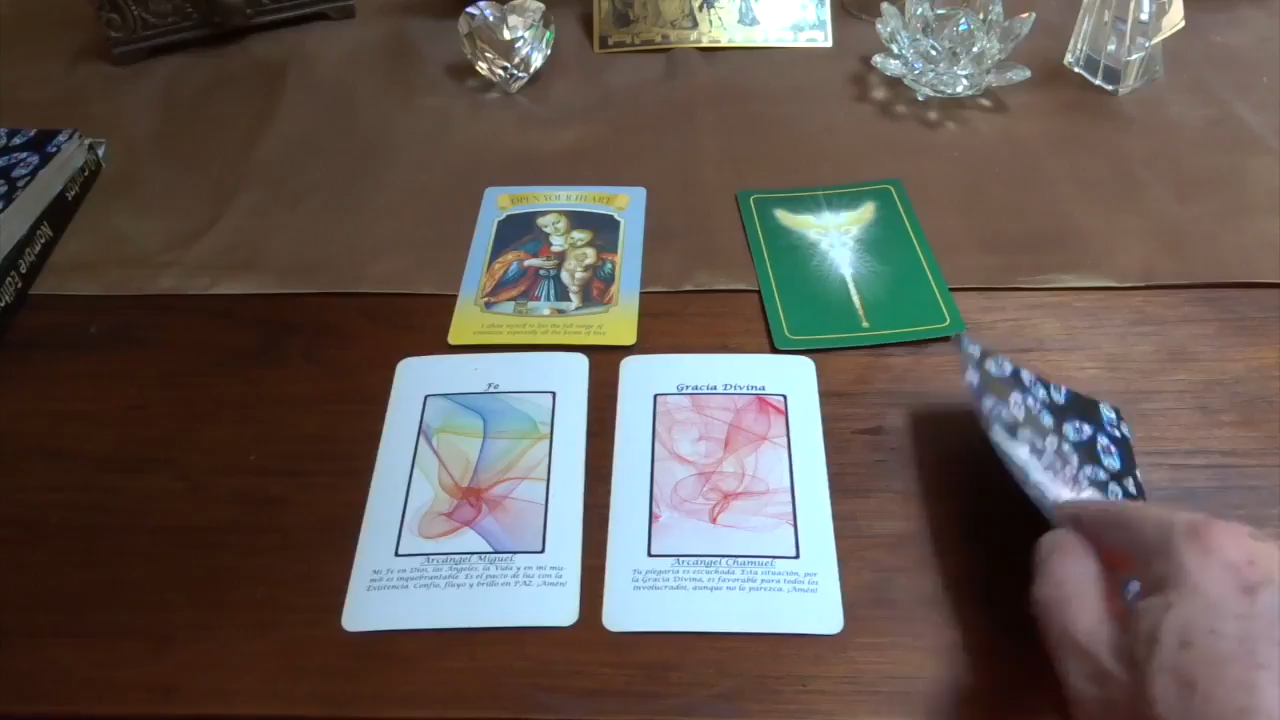 OPEN YOUR HEART
I allow myself to feel the full range of
emotions, especially all the forms of love
Fe
Arcángel Miguel:
Mi Fe en Dios, los Ángeles, la Vida y en mí mis-
mo es inquebrantable. Es el pacto de luz con la
Existencia. Confío, fluyo y brillo en PAZ. ¡Amén!
Gracia Divina
Arcángel Chamuel:
Tu plegaria es escuchada. Esta situación, por
la Gracia Divina, es favorable para todos los
involucrados, aunque no lo parezca. ¡Amén!
Nombre